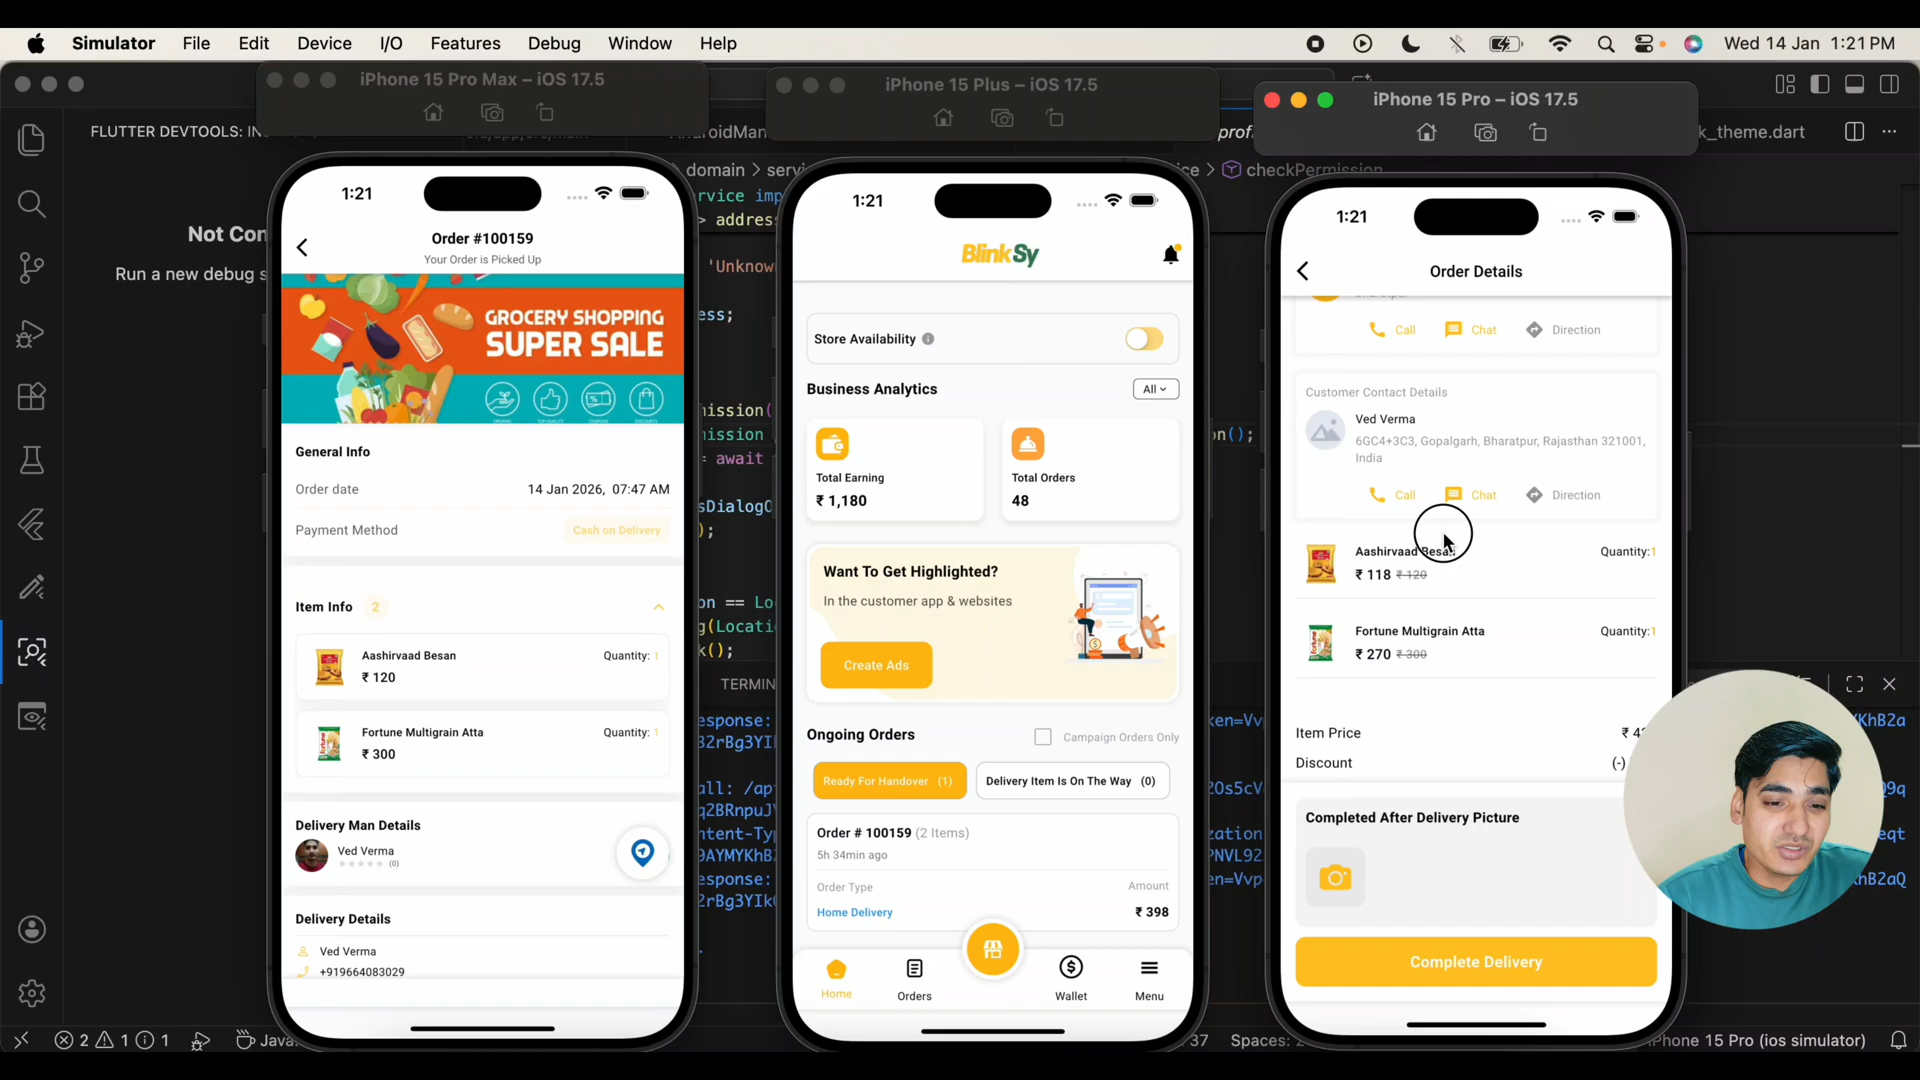 Simulator File Edit Device I/O Features Debug Window Help Wed 14 Jan 1:21 PM
iPhone 15 Pro Max – iOS 17.5
iPhone 15 Plus – iOS 17.5
iPhone 15 Pro – iOS 17.5
FLUTTER DEVTOOLS:
k_theme.dart
domain > servi
checkPermission
Not Con
Run a new debug s
'Unknow
await
TERMIN
1:21
Order #100159
Your Order is Picked Up
GROCERY SHOPPING
SUPER SALE
General Info
Order date 14 Jan 2026, 07:47 AM
Payment Method Cash on Delivery
Item Info 2
Aashirvaad Besan Quantity: 1
₹ 120
Fortune Multigrain Atta Quantity: 1
₹ 300
Delivery Man Details
Ved Verma
(0)
Delivery Details
Ved Verma
+919664083029
1:21
BlinkSy
Store Availability
Business Analytics All
Total Earning
₹ 1,180
Total Orders
48
Want To Get Highlighted?
In the customer app & websites
Create Ads
Ongoing Orders Campaign Orders Only
Ready For Handover (1) Delivery Item Is On The Way (0)
Order # 100159 (2 Items)
5h 34min ago
Order Type Amount
Home Delivery ₹ 398
Home Orders Wallet Menu
1:21
Order Details
Call Chat Direction
Customer Contact Details
Ved Verma
6GC4+3C3, Gopalgarh, Bharatpur, Rajasthan 321001,
India
Call Chat Direction
Aashirvaad Besan Quantity:1
₹ 118 ₹ 120
Fortune Multigrain Atta Quantity:1
₹ 270 ₹ 300
Item Price ₹ 42
Discount (-)
Completed After Delivery Picture
Complete Delivery
2 1 1 Java: 37 Spaces: iPhone 15 Pro (ios simulator)